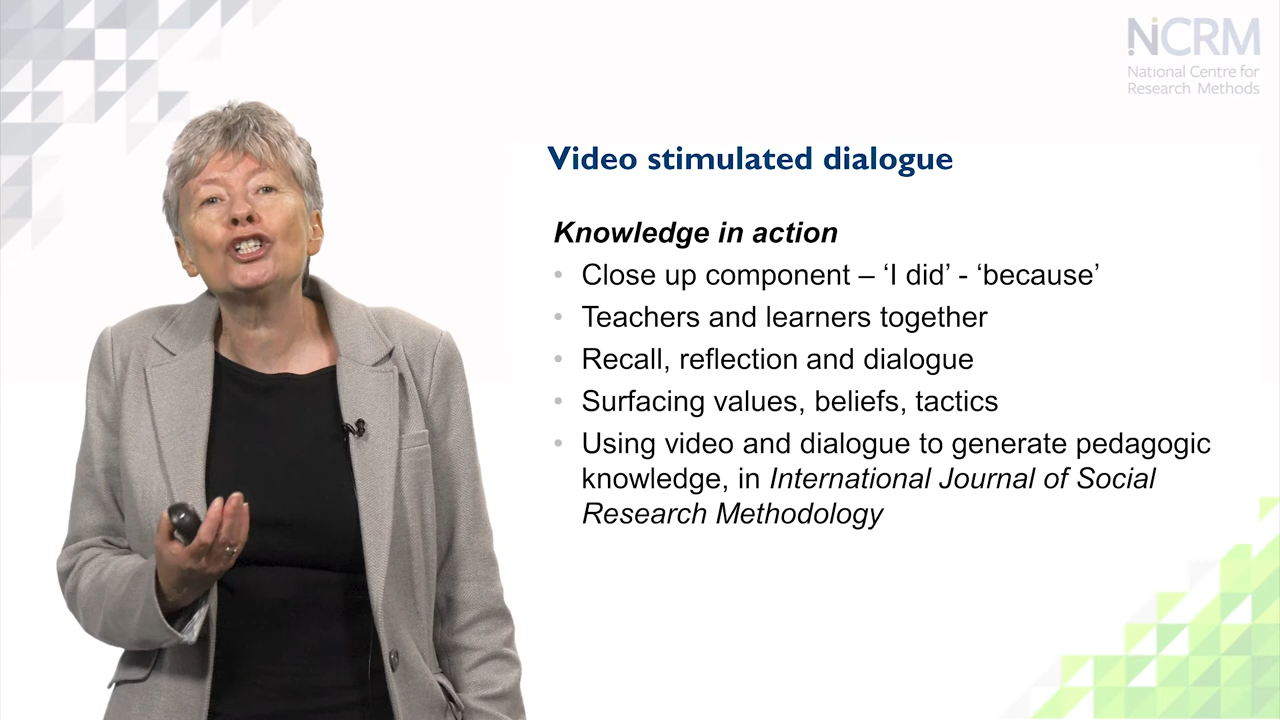 NCRM
National Centre for
Research Methods
Video stimulated dialogue
Knowledge in action
• Close up component – ‘I did’ - ‘because’
• Teachers and learners together
• Recall, reflection and dialogue
• Surfacing values, beliefs, tactics
• Using video and dialogue to generate pedagogic
knowledge, in International Journal of Social
Research Methodology